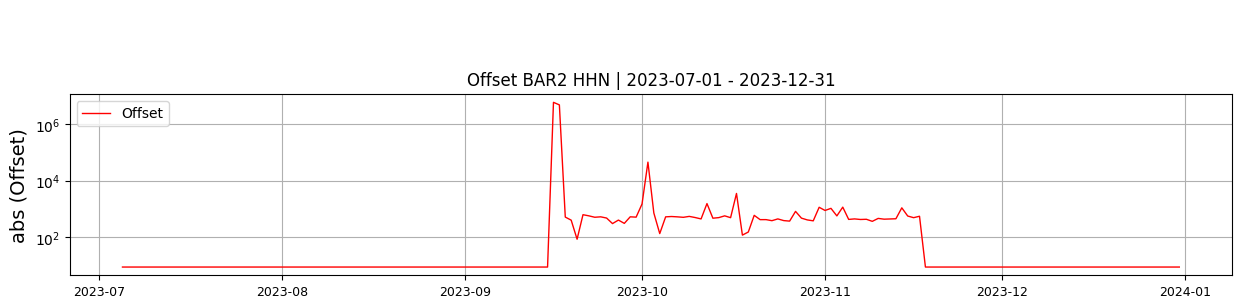 Offset BAR2 HHN | 2023-07-01 - 2023-12-31
Offset
abs (Offset)
10^6
10^4
10^2
2023-07 2023-08 2023-09 2023-10 2023-11 2023-12 2024-01